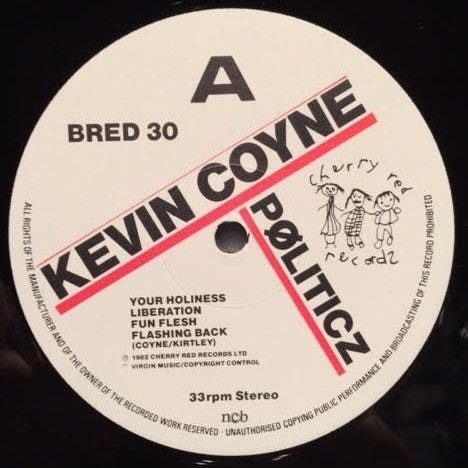 A
BRED 30
KEVIN COYNE
PØLITICZ
cherry red
records
YOUR HOLINESS
LIBERATION
FUN FLESH
FLASHING BACK
(COYNE/KIRTLEY)
℗ 1982 CHERRY RED RECORDS LTD
© VIRGIN MUSIC/COPYRIGHT CONTROL
33rpm Stereo
ncb
ALL RIGHTS OF THE MANUFACTURER AND OF THE OWNER OF THE RECORDED WORK RESERVED · UNAUTHORISED COPYING PUBLIC PERFORMANCE AND BROADCASTING OF THIS RECORD PROHIBITED